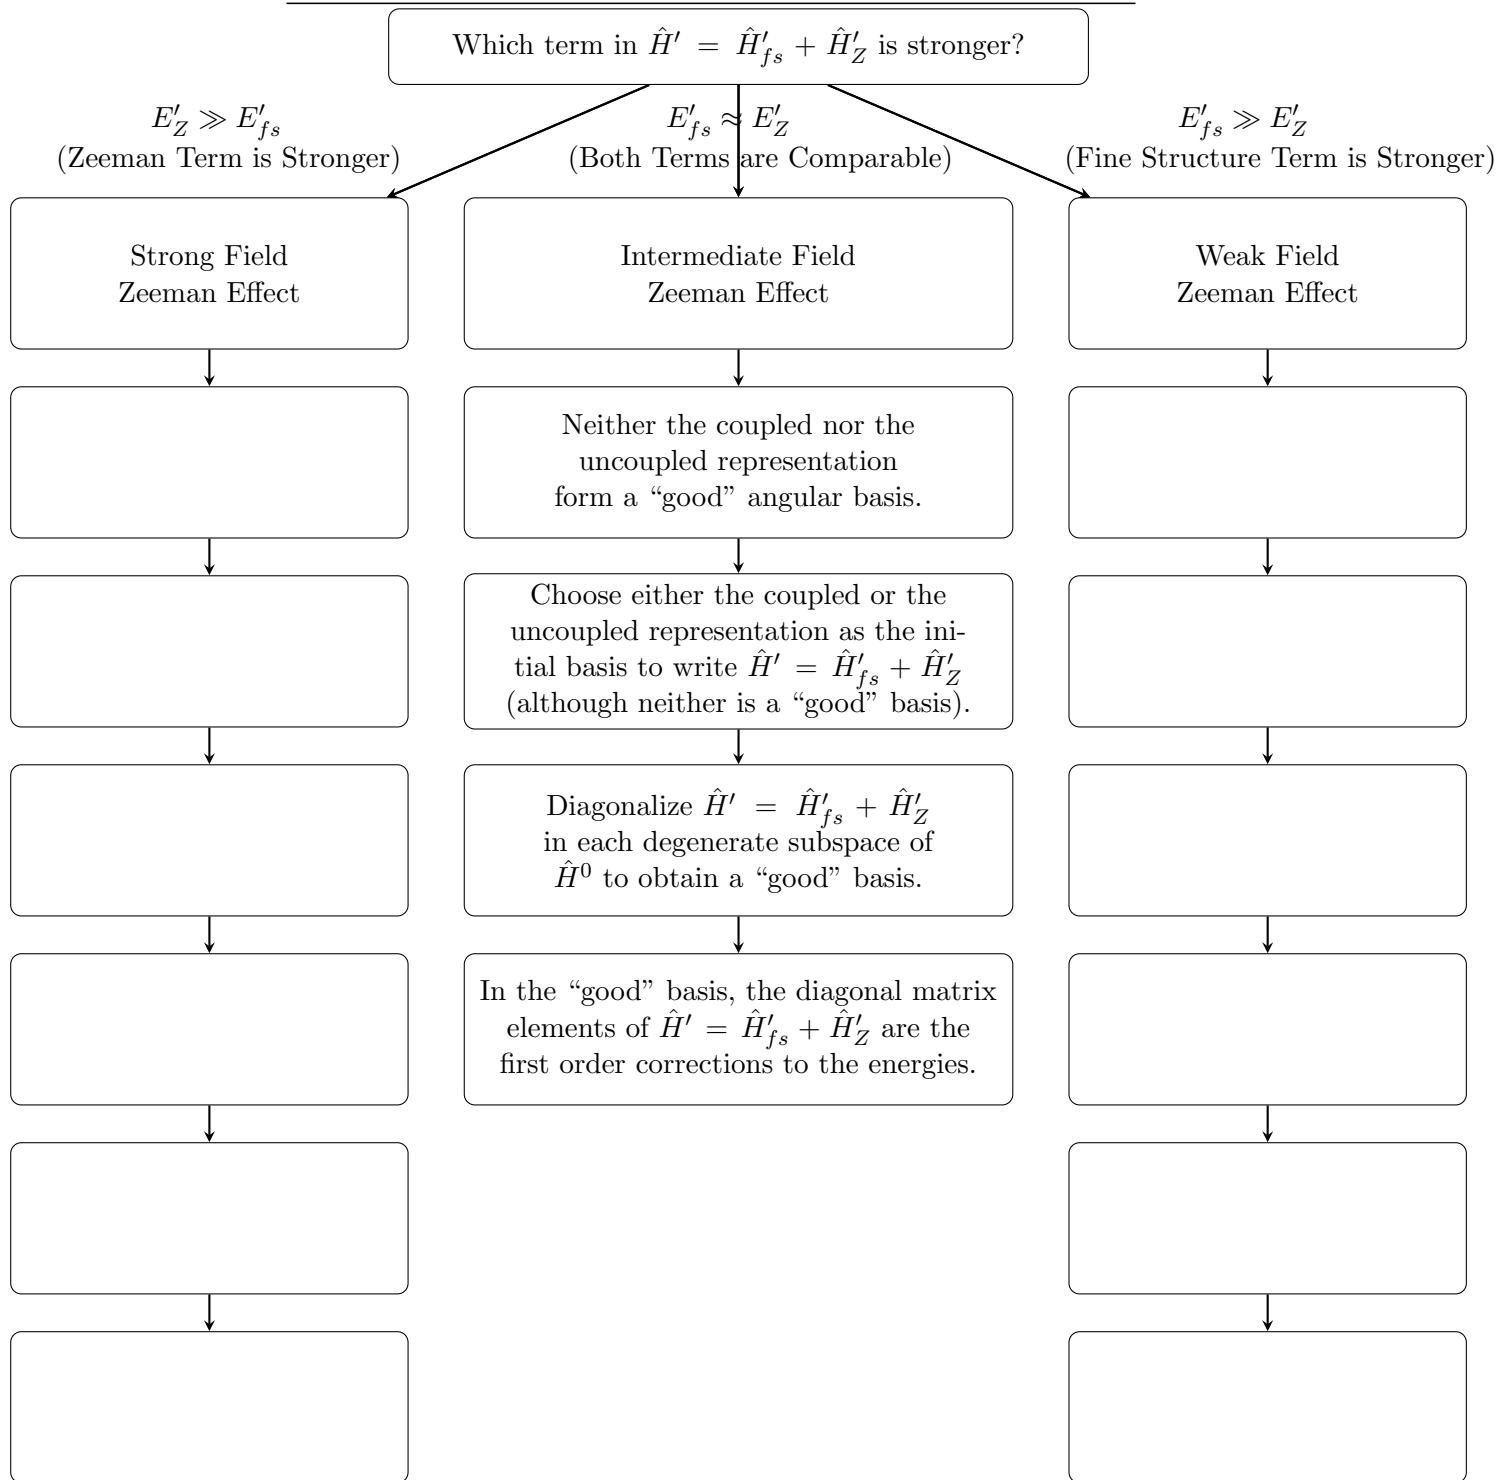 Which term in Ĥ′ = Ĥ′_fs + Ĥ′_Z is stronger?
E′_Z ≫ E′_fs
(Zeeman Term is Stronger)
E′_fs ≈ E′_Z
(Both Terms are Comparable)
E′_fs ≫ E′_Z
(Fine Structure Term is Stronger)
Strong Field
Zeeman Effect
Intermediate Field
Zeeman Effect
Weak Field
Zeeman Effect
Neither the coupled nor the
uncoupled representation
form a “good” angular basis.
Choose either the coupled or the
uncoupled representation as the ini-
tial basis to write Ĥ′ = Ĥ′_fs + Ĥ′_Z
(although neither is a “good” basis).
Diagonalize Ĥ′ = Ĥ′_fs + Ĥ′_Z
in each degenerate subspace of
Ĥ⁰ to obtain a “good” basis.
In the “good” basis, the diagonal matrix
elements of Ĥ′ = Ĥ′_fs + Ĥ′_Z are the
first order corrections to the energies.